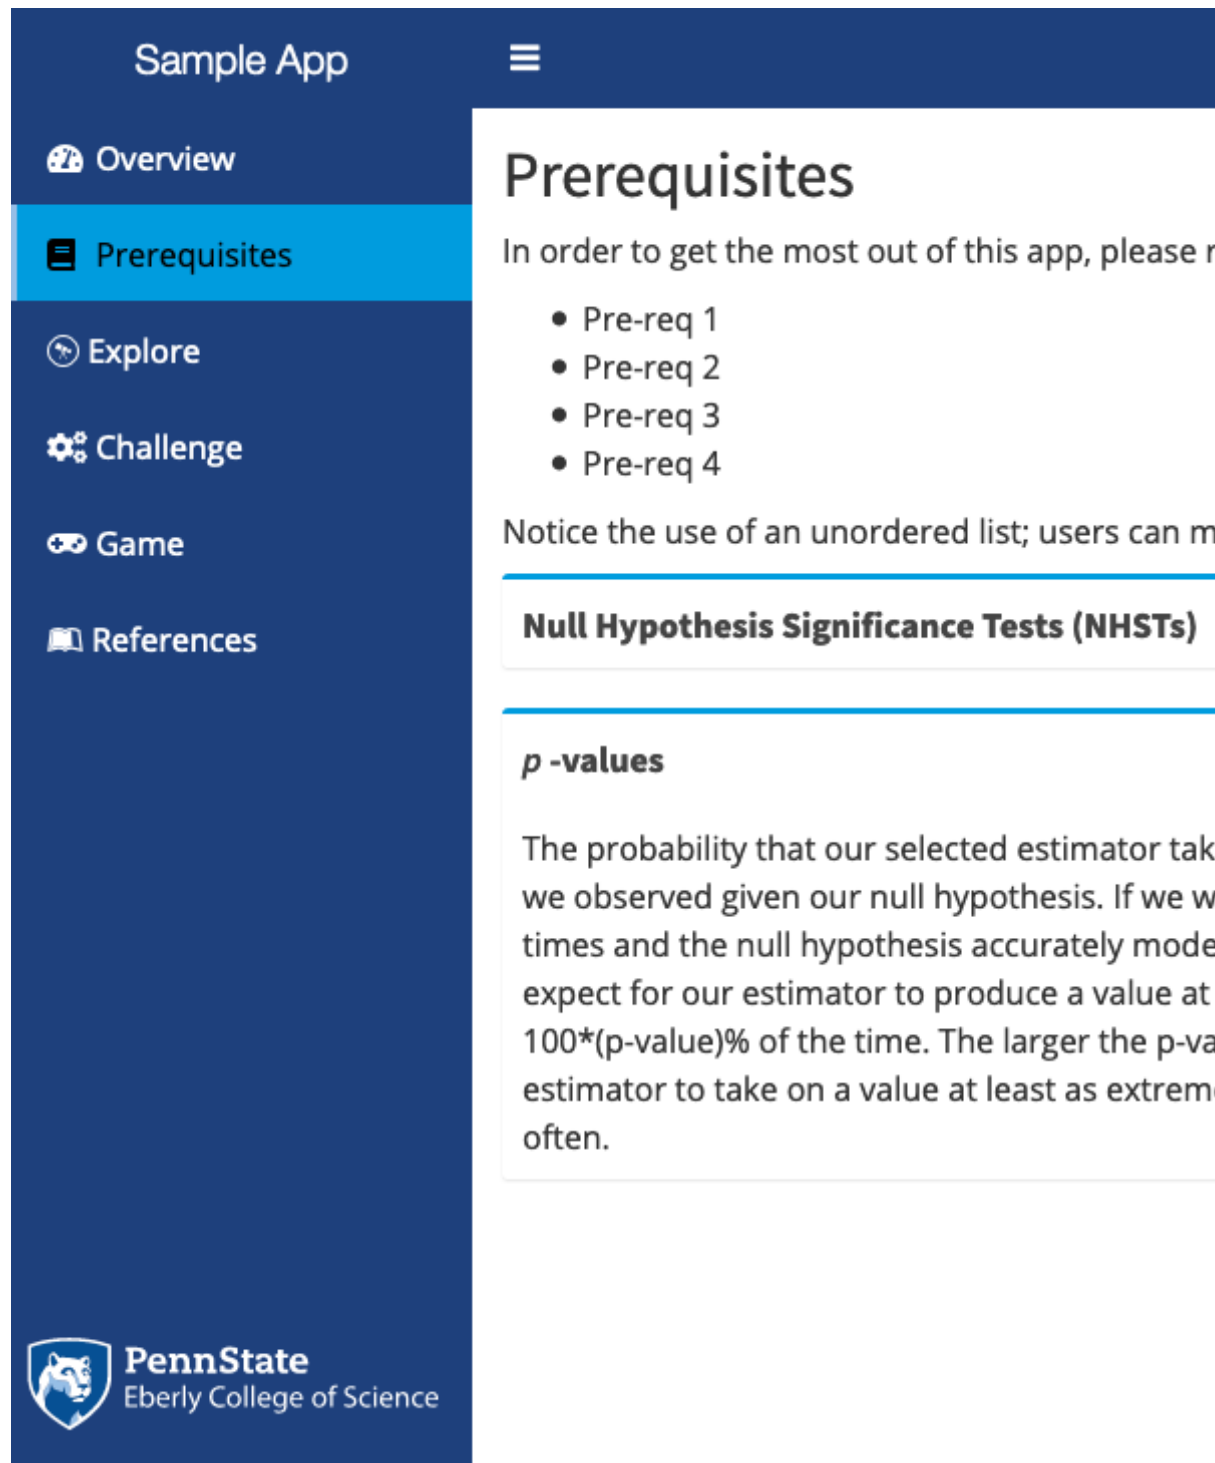 Sample App
Overview
Prerequisites
Explore
Challenge
Game
References
PennState
Eberly College of Science
Prerequisites
In order to get the most out of this app, please
• Pre-req 1
• Pre-req 2
• Pre-req 3
• Pre-req 4
Notice the use of an unordered list; users can
Null Hypothesis Significance Tests (NHSTs)
p -values
The probability that our selected estimator
we observed given our null hypothesis. If we
times and the null hypothesis accurately
expect for our estimator to produce a value at
100*(p-value)% of the time. The larger the
estimator to take on a value at least as
often.